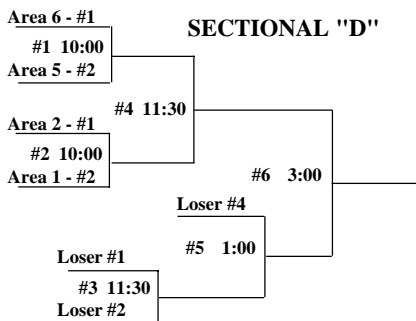 Area 6 - #1
SECTIONAL "D"
#1 10:00
Area 5 - #2
#4 11:30
Area 2 - #1
#2 10:00
#6 3:00
Area 1 - #2
Loser #4
#5 1:00
Loser #1
#3 11:30
Loser #2